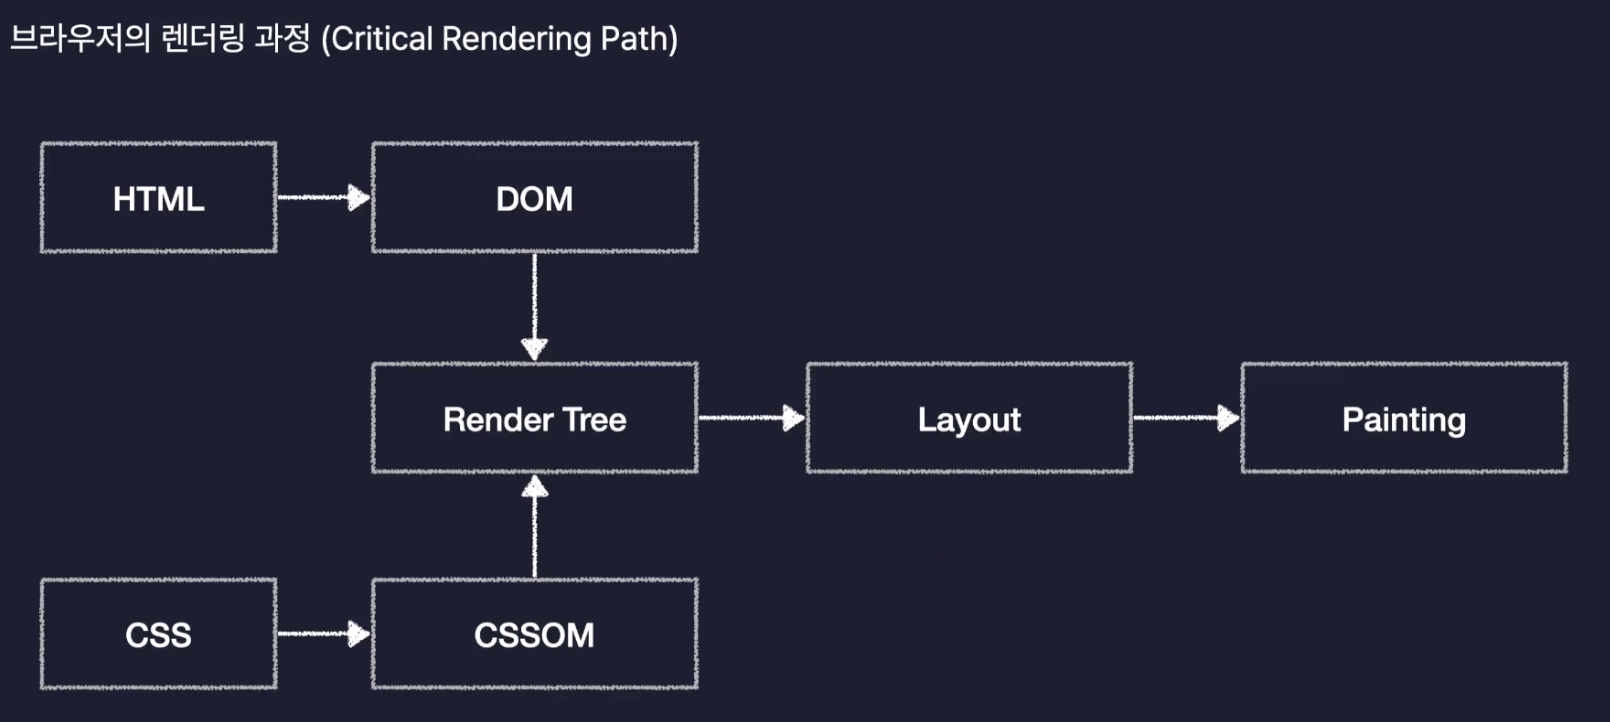 브라우저의 렌더링 과정 (Critical Rendering Path)
HTML
DOM
Render Tree
Layout
Painting
CSS
CSSOM